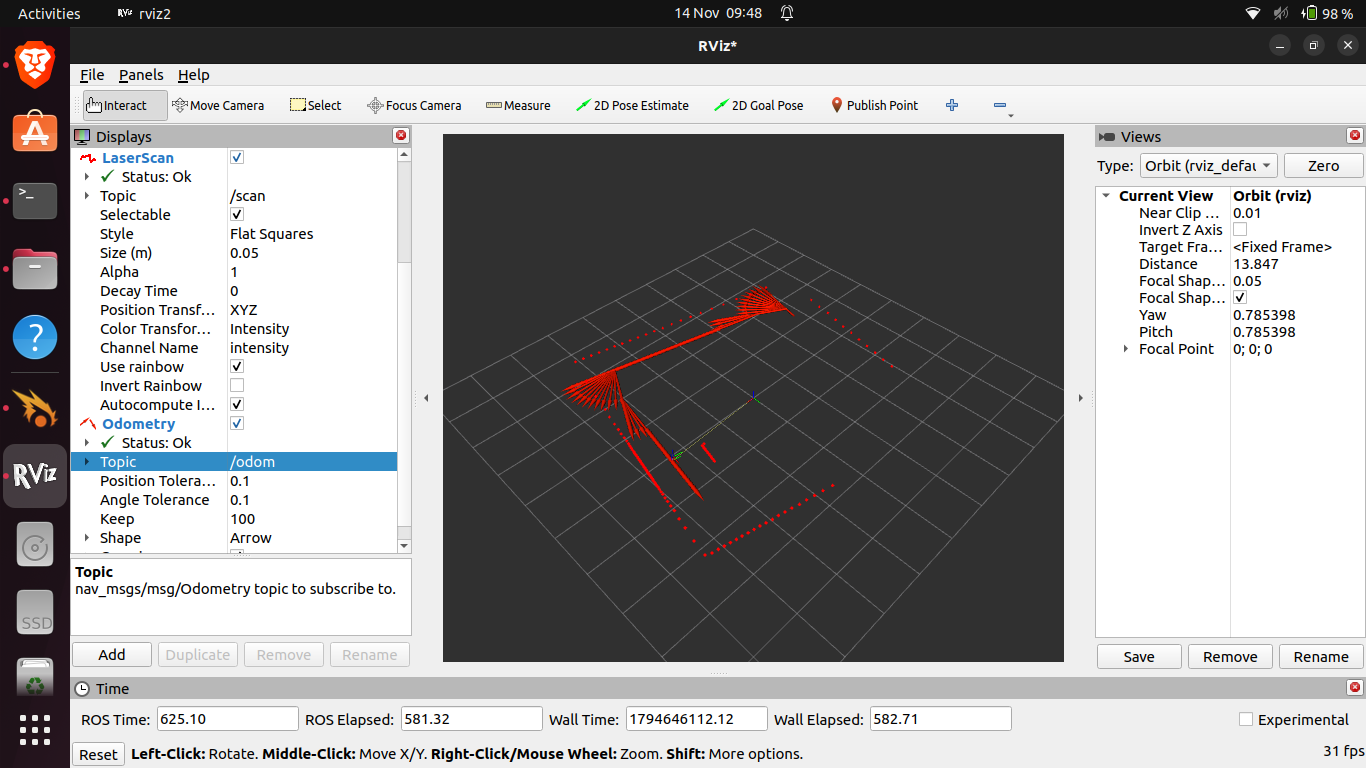 Activities
RViz rviz2
14 Nov 09:48
98 %
RViz*
File Panels Help
Interact Move Camera Select Focus Camera Measure 2D Pose Estimate 2D Goal Pose Publish Point
Displays
LaserScan
Status: Ok
Topic /scan
Selectable
Style Flat Squares
Size (m) 0.05
Alpha 1
Decay Time 0
Position Transf... XYZ
Color Transfor... Intensity
Channel Name intensity
Use rainbow
Invert Rainbow
Autocompute I...
Odometry
Status: Ok
Topic /odom
Position Tolera... 0.1
Angle Tolerance 0.1
Keep 100
Shape Arrow
Topic
nav_msgs/msg/Odometry topic to subscribe to.
Add Duplicate Remove Rename
Views
Type: Orbit (rviz_defau Zero
Current View Orbit (rviz)
Near Clip ... 0.01
Invert Z Axis
Target Fra... <Fixed Frame>
Distance 13.847
Focal Shap... 0.05
Focal Shap...
Yaw 0.785398
Pitch 0.785398
Focal Point 0; 0; 0
Save Remove Rename
RViz
SSD
Time
ROS Time: 625.10 ROS Elapsed: 581.32 Wall Time: 1794646112.12 Wall Elapsed: 582.71 Experimental
Reset Left-Click: Rotate. Middle-Click: Move X/Y. Right-Click/Mouse Wheel: Zoom. Shift: More options. 31 fps